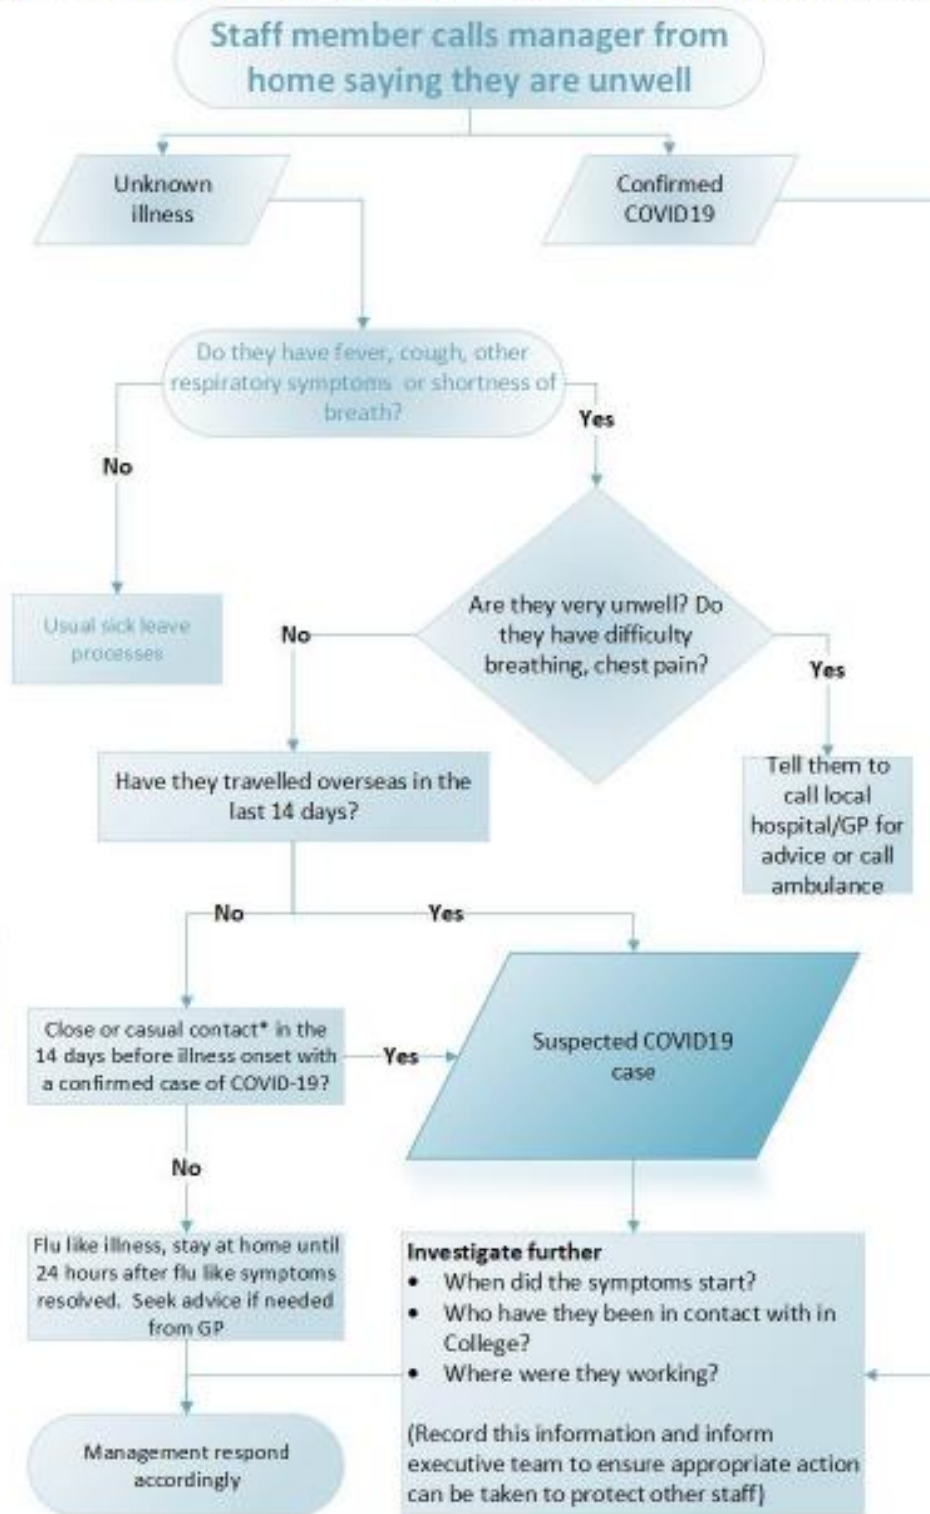 Staff member calls manager from
home saying they are unwell
Unknown
illness
Confirmed
COVID19
Do they have fever, cough, other
respiratory symptoms or shortness of
breath?
Yes
No
Usual sick leave
processes
Are they very unwell? Do
they have difficulty
breathing, chest pain?
No
Yes
Have they travelled overseas in the
last 14 days?
Tell them to
call local
hospital/GP for
advice or call
ambulance
No
Yes
Close or casual contact* in the
14 days before illness onset with
a confirmed case of COVID-19?
Yes
Suspected COVID19
case
No
Flu like illness, stay at home until
24 hours after flu like symptoms
resolved. Seek advice if needed
from GP
Investigate further
• When did the symptoms start?
• Who have they been in contact with in
College?
• Where were they working?
(Record this information and inform
executive team to ensure appropriate action
can be taken to protect other staff)
Management respond
accordingly